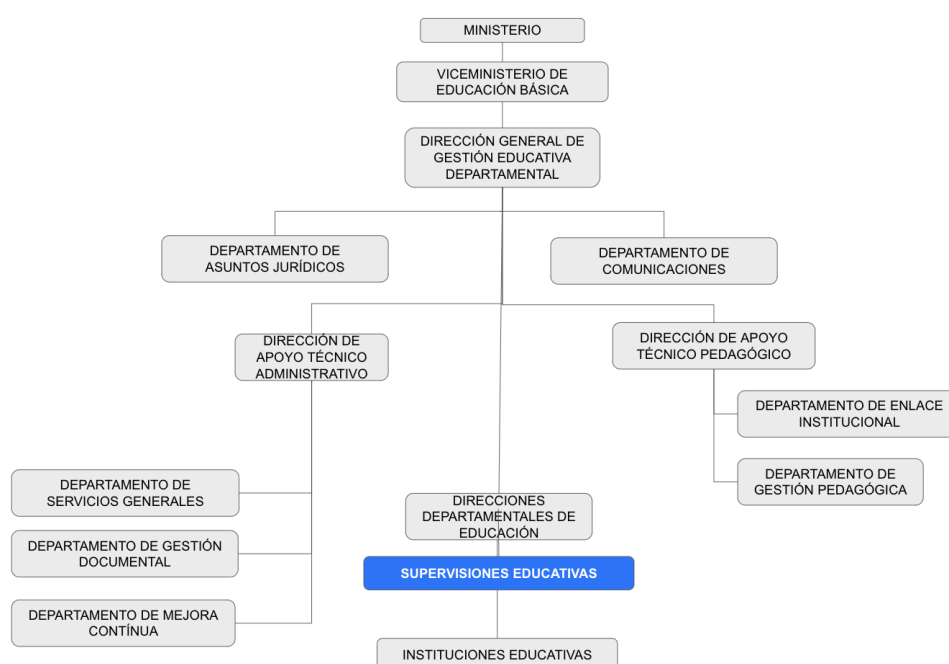 MINISTERIO
VICEMINISTERIO DE
EDUCACIÓN BÁSICA
DIRECCIÓN GENERAL DE
GESTIÓN EDUCATIVA
DEPARTAMENTAL
DEPARTAMENTO DE
ASUNTOS JURÍDICOS
DEPARTAMENTO DE
COMUNICACIONES
DIRECCIÓN DE
APOYO TÉCNICO
ADMINISTRATIVO
DIRECCIÓN DE APOYO
TÉCNICO PEDAGÓGICO
DEPARTAMENTO DE ENLACE
INSTITUCIONAL
DEPARTAMENTO DE
GESTIÓN PEDAGÓGICA
DEPARTAMENTO DE
SERVICIOS GENERALES
DIRECCIONES
DEPARTAMENTALES DE
EDUCACIÓN
DEPARTAMENTO DE GESTIÓN
DOCUMENTAL
SUPERVISIONES EDUCATIVAS
DEPARTAMENTO DE MEJORA
CONTÍNUA
INSTITUCIONES EDUCATIVAS